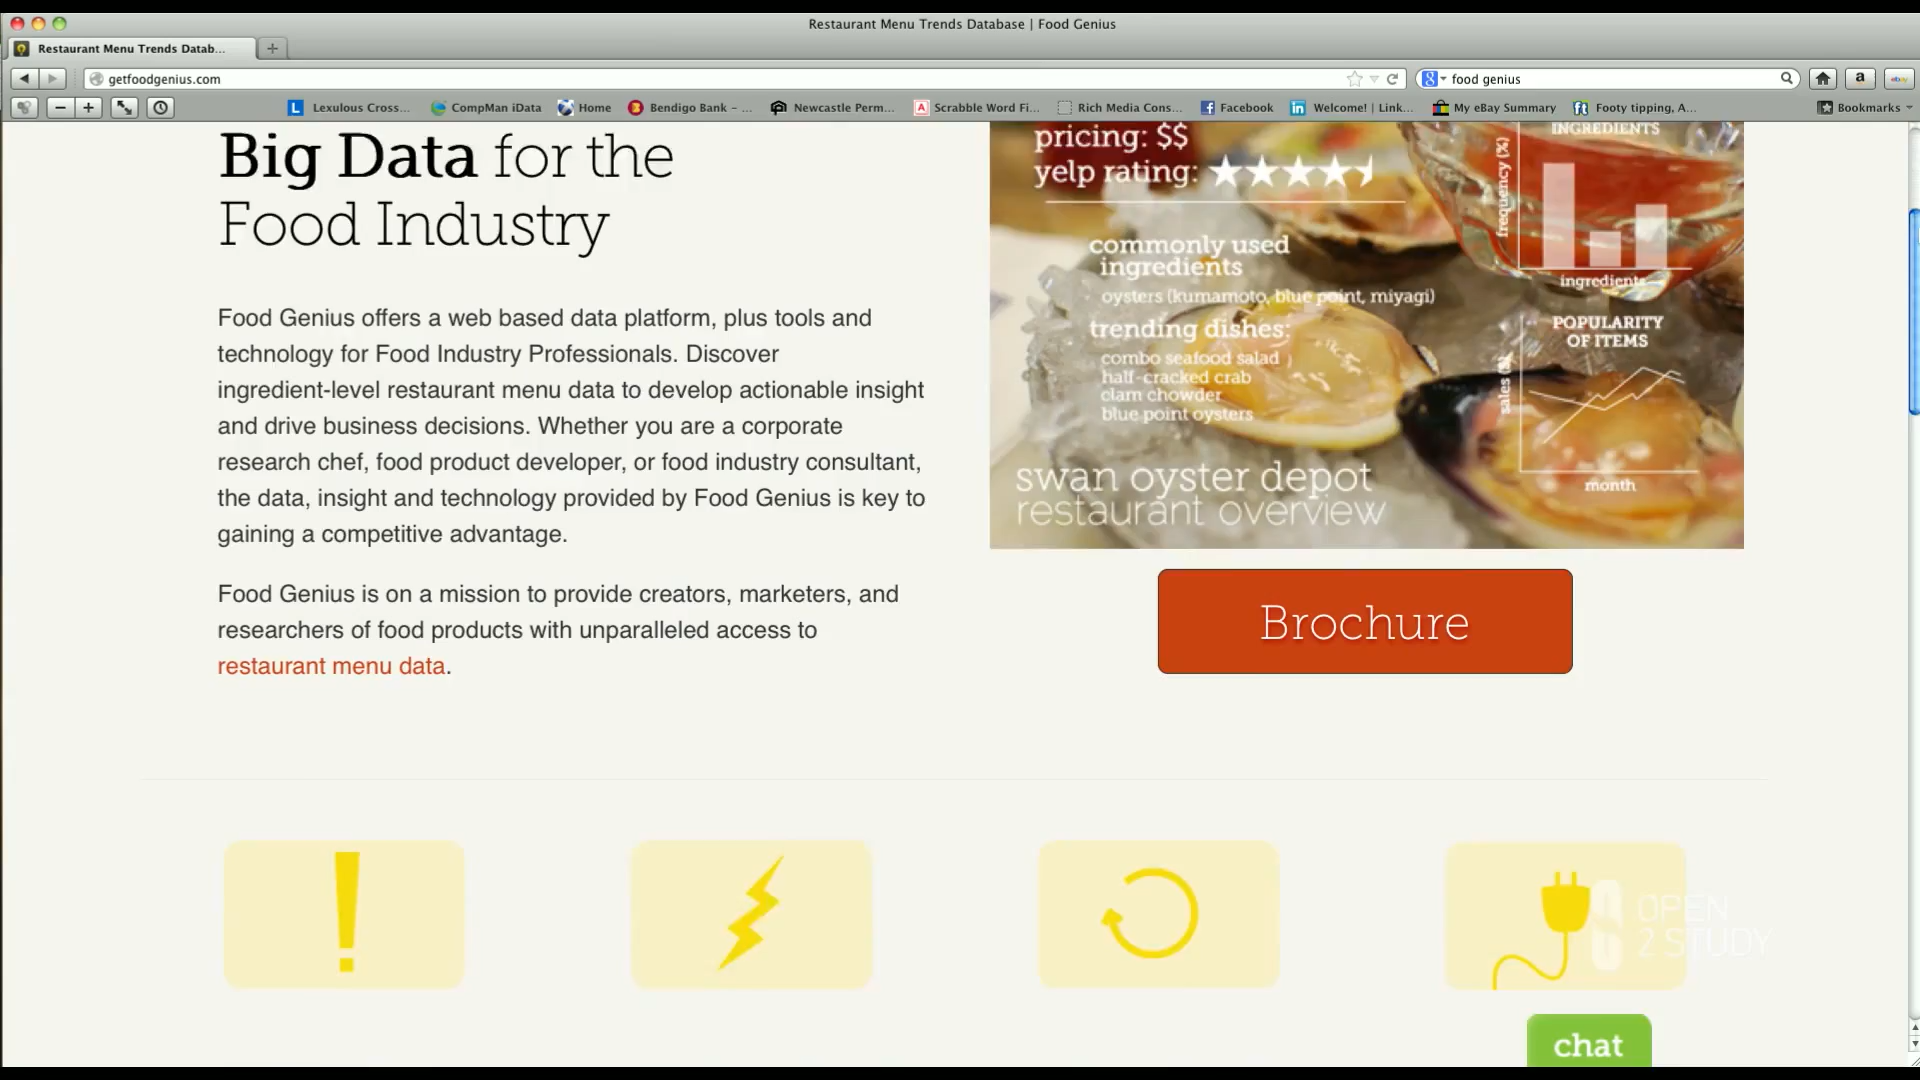 Restaurant Menu Trends Database | Food Genius
Restaurant Menu Trends Datab...
getfoodgenius.com
food genius
Lexulous Cross...
CompMan iData
Home
Bendigo Bank - ...
Newcastle Perm...
Scrabble Word Fi...
Rich Media Cons...
Facebook
Welcome! | Link...
My eBay Summary
Footy tipping, A...
Bookmarks
Big Data for the
Food Industry
Food Genius offers a web based data platform, plus tools and
technology for Food Industry Professionals. Discover
ingredient-level restaurant menu data to develop actionable insight
and drive business decisions. Whether you are a corporate
research chef, food product developer, or food industry consultant,
the data, insight and technology provided by Food Genius is key to
gaining a competitive advantage.
Food Genius is on a mission to provide creators, marketers, and
researchers of food products with unparalleled access to
restaurant menu data.
pricing: $$
yelp rating:
commonly used
ingredients
oysters (kumamoto, blue point, miyagi)
trending dishes:
combo seafood salad
half-cracked crab
clam chowder
blue point oysters
swan oyster depot
restaurant overview
INGREDIENTS
frequency (%)
ingredients
POPULARITY
OF ITEMS
sales
month
Brochure
OPEN
2 STUDY
chat